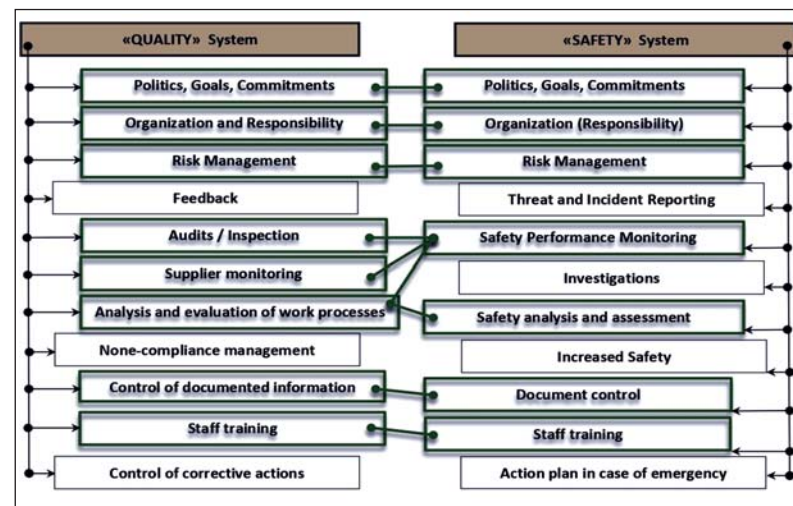 «QUALITY» System
Politics, Goals, Commitments
Organization and Responsibility
Risk Management
Feedback
Audits / Inspection
Supplier monitoring
Analysis and evaluation of work processes
None-compliance management
Control of documented information
Staff training
Control of corrective actions
«SAFETY» System
Politics, Goals, Commitments
Organization (Responsibility)
Risk Management
Threat and Incident Reporting
Safety Performance Monitoring
Investigations
Safety analysis and assessment
Increased Safety
Document control
Staff training
Action plan in case of emergency